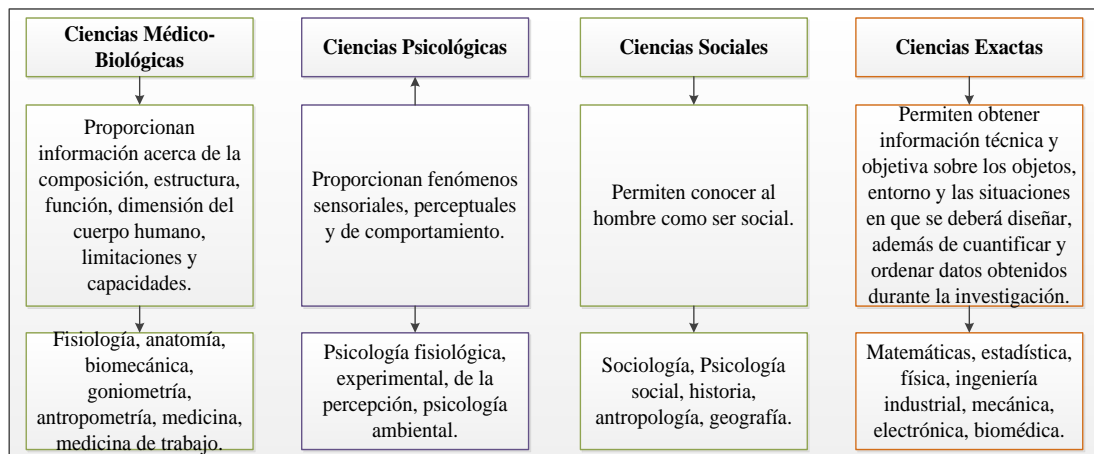 Ciencias Médico-
Biológicas
Proporcionan
información acerca de la
composición, estructura,
función, dimensión del
cuerpo humano,
limitaciones y
capacidades.
Fisiología, anatomía,
biomecánica,
goniometría,
antropometría, medicina,
medicina de trabajo.
Ciencias Psicológicas
Proporcionan fenómenos
sensoriales, perceptuales
y de comportamiento.
Psicología fisiológica,
experimental, de la
percepción, psicología
ambiental.
Ciencias Sociales
Permiten conocer al
hombre como ser social.
Sociología, Psicología
social, historia,
antropología, geografía.
Ciencias Exactas
Permiten obtener
información técnica y
objetiva sobre los objetos,
entorno y las situaciones
en que se deberá diseñar,
además de cuantificar y
ordenar datos obtenidos
durante la investigación.
Matemáticas, estadística,
física, ingeniería
industrial, mecánica,
electrónica, biomédica.